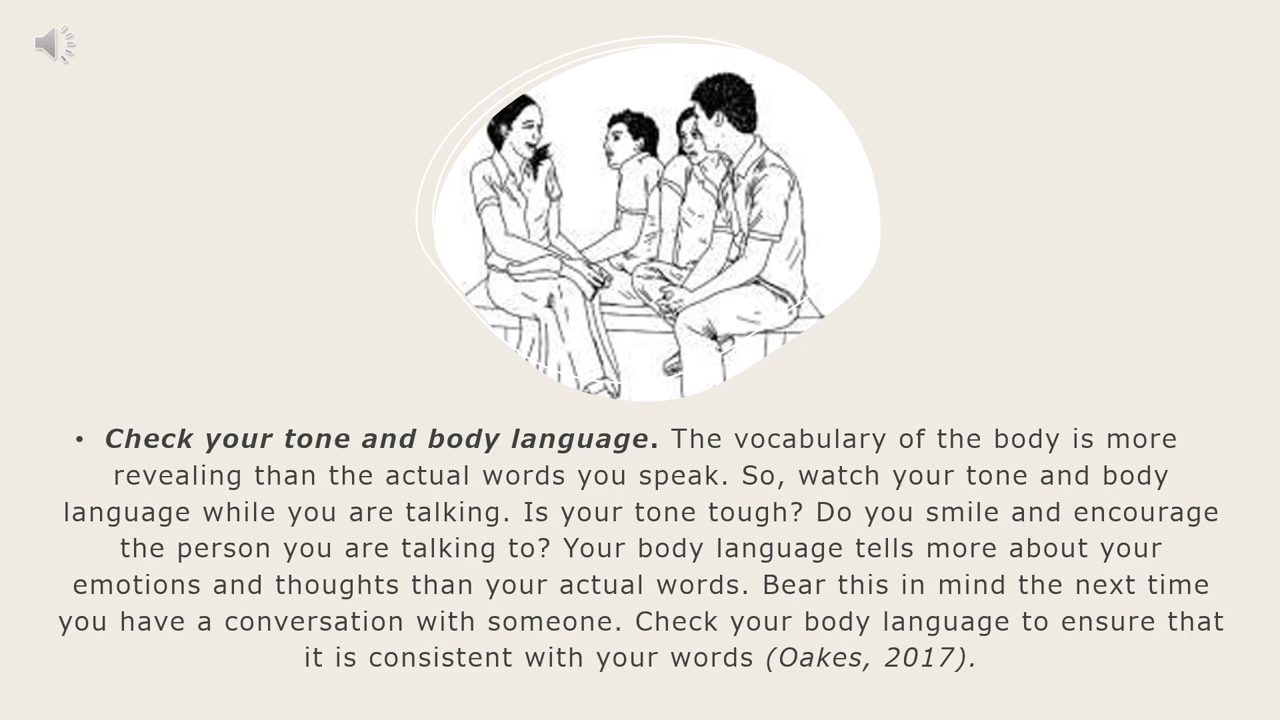 • Check your tone and body language. The vocabulary of the body is more
revealing than the actual words you speak. So, watch your tone and body
language while you are talking. Is your tone tough? Do you smile and encourage
the person you are talking to? Your body language tells more about your
emotions and thoughts than your actual words. Bear this in mind the next time
you have a conversation with someone. Check your body language to ensure that
it is consistent with your words (Oakes, 2017).